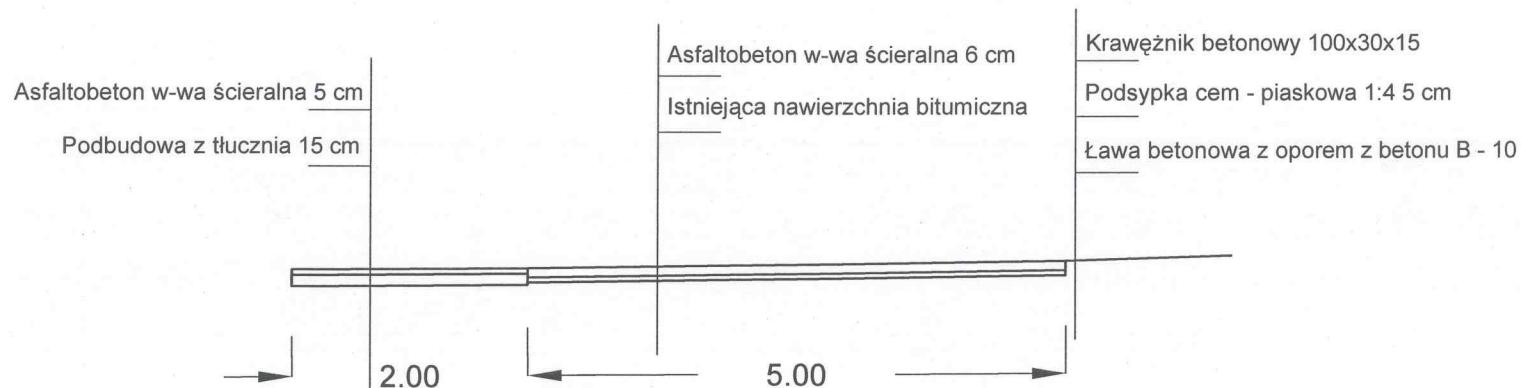 Asfaltobeton w-wa ścieralna 5 cm
Podbudowa z tłucznia 15 cm
Asfaltobeton w-wa ścieralna 6 cm
Istniejąca nawierzchnia bitumiczna
Krawężnik betonowy 100x30x15
Podsypka cem - piaskowa 1:4 5 cm
Ława betonowa z oporem z betonu B - 10
2.00
5.00